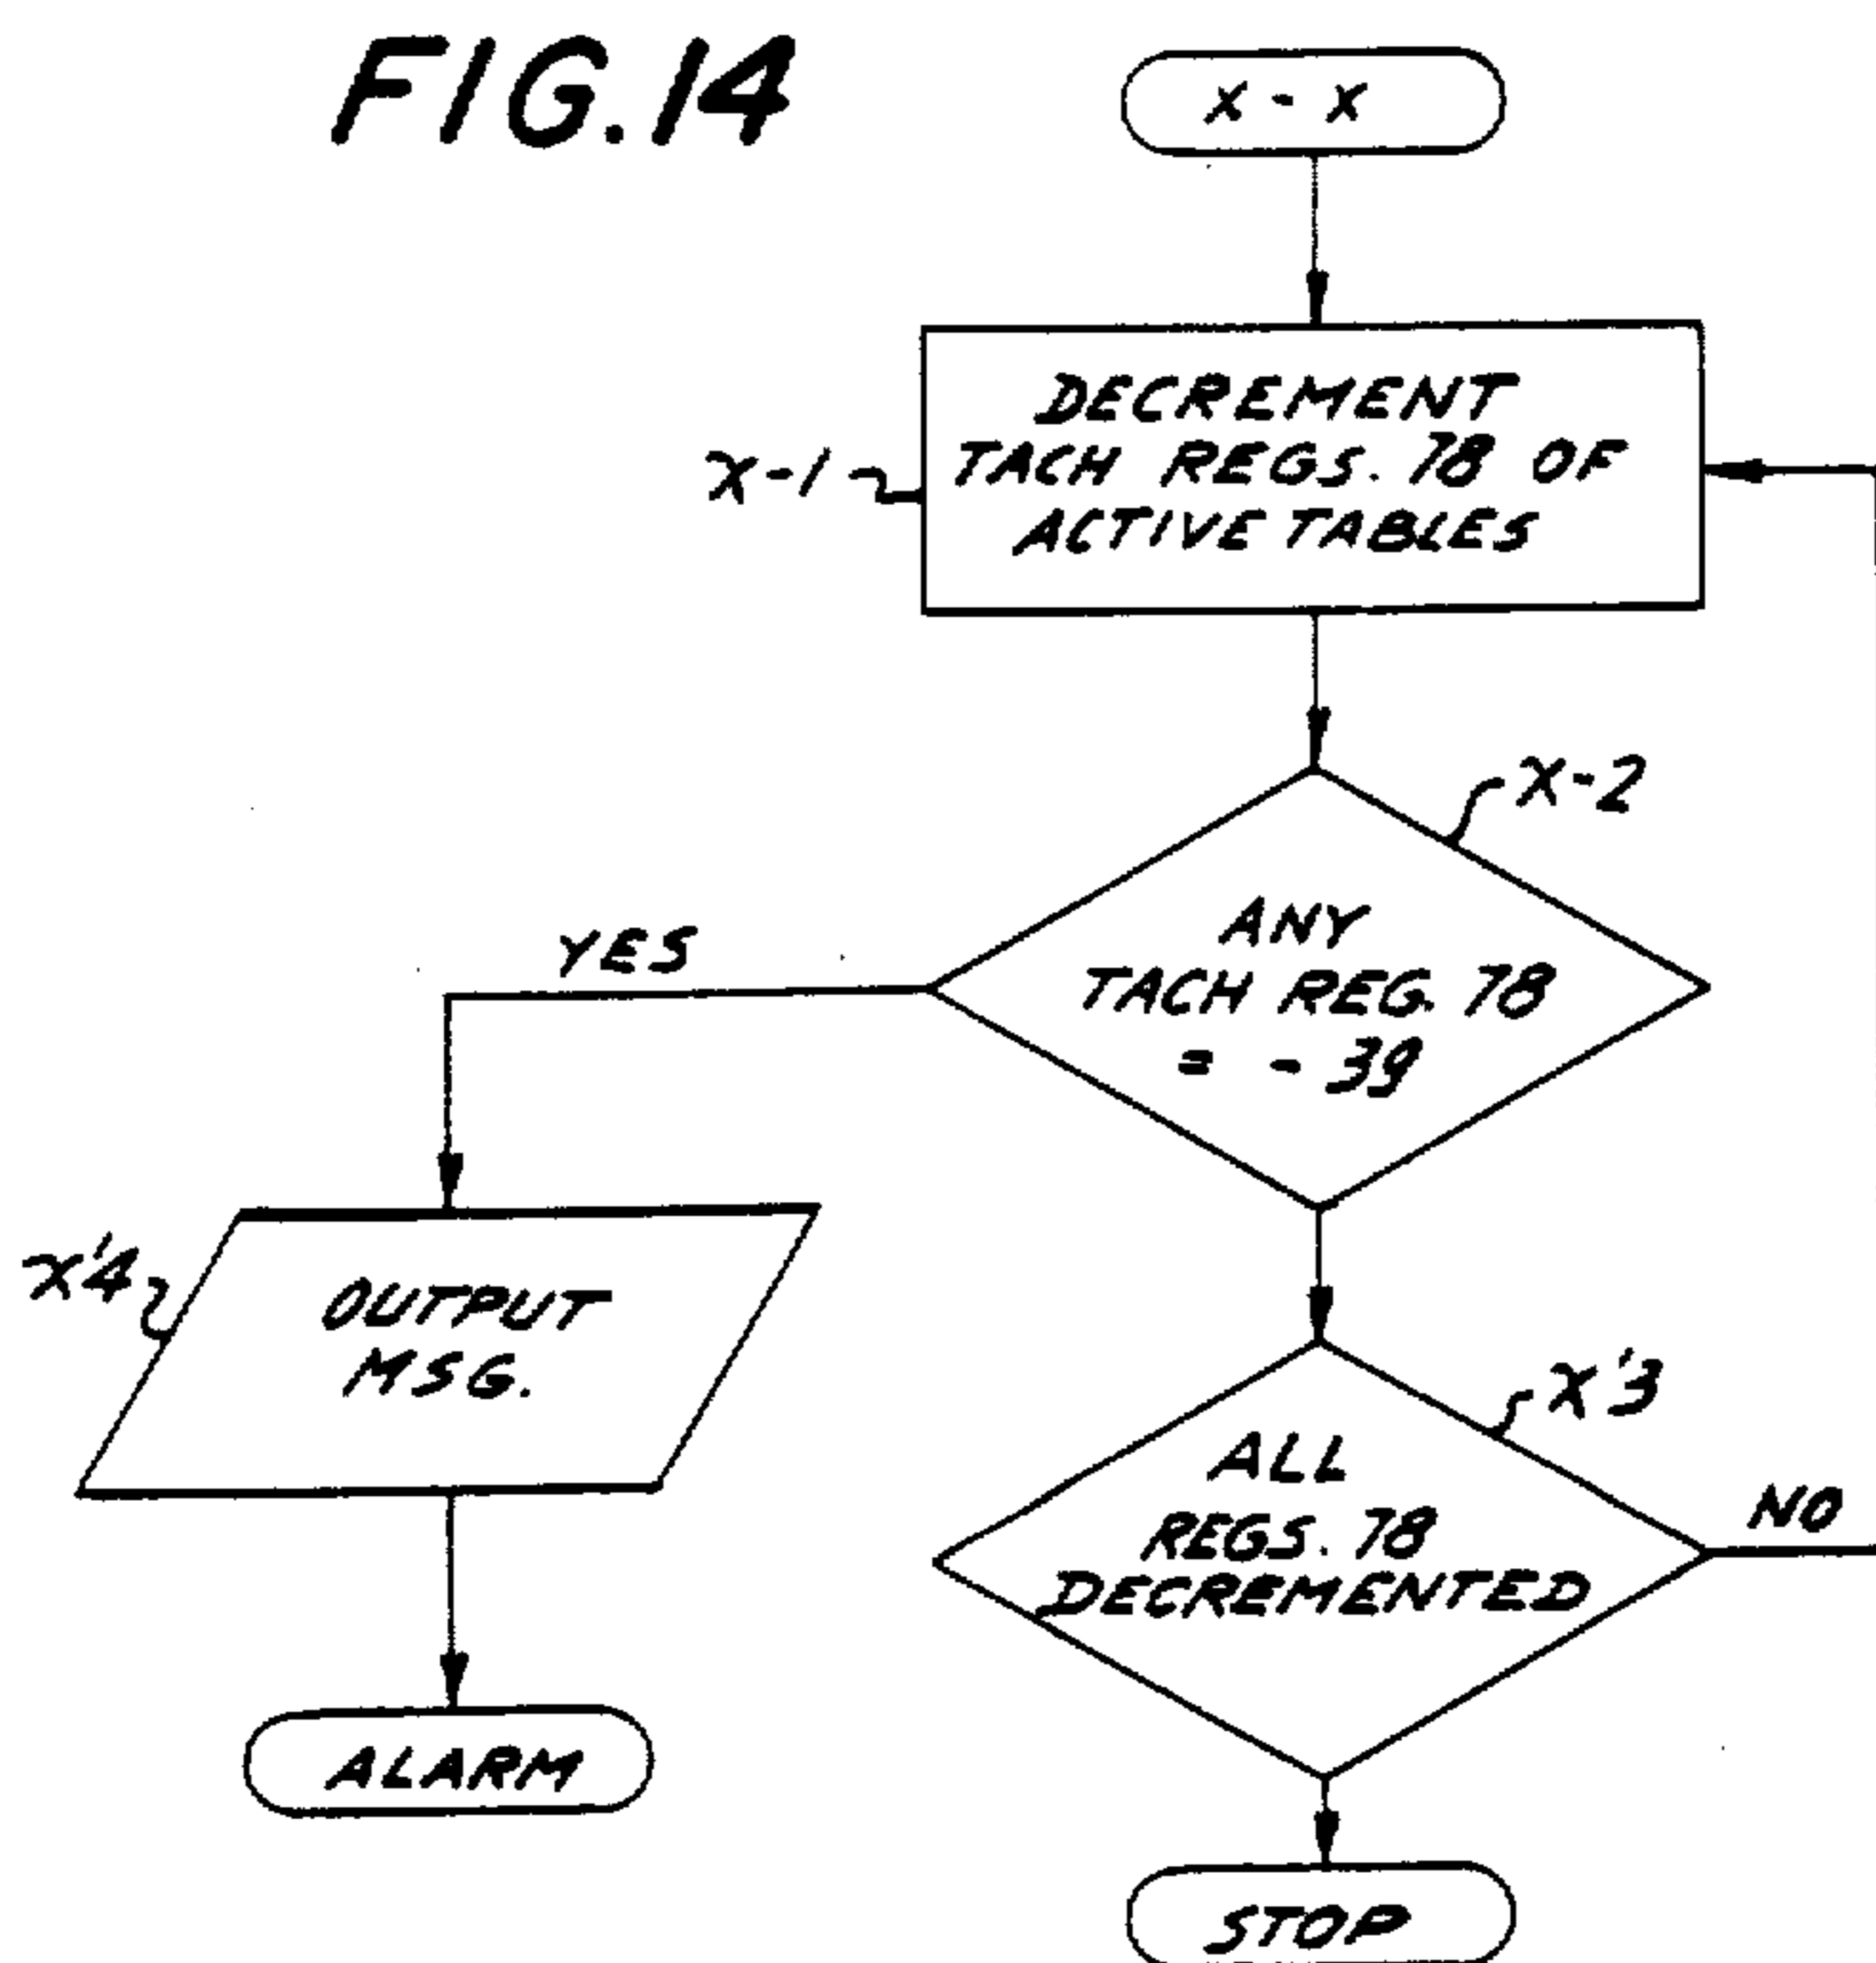 FIG. 14
X - X
DECREMENT
TACH REGS. 78 OF
ACTIVE TABLES
X-1
X-2
ANY
TACH REG. 78
= - 39
YES
X'4
OUTPUT
MSG.
X'3
ALL
REGS. 78
DECREMENTED
NO
ALARM
STOP